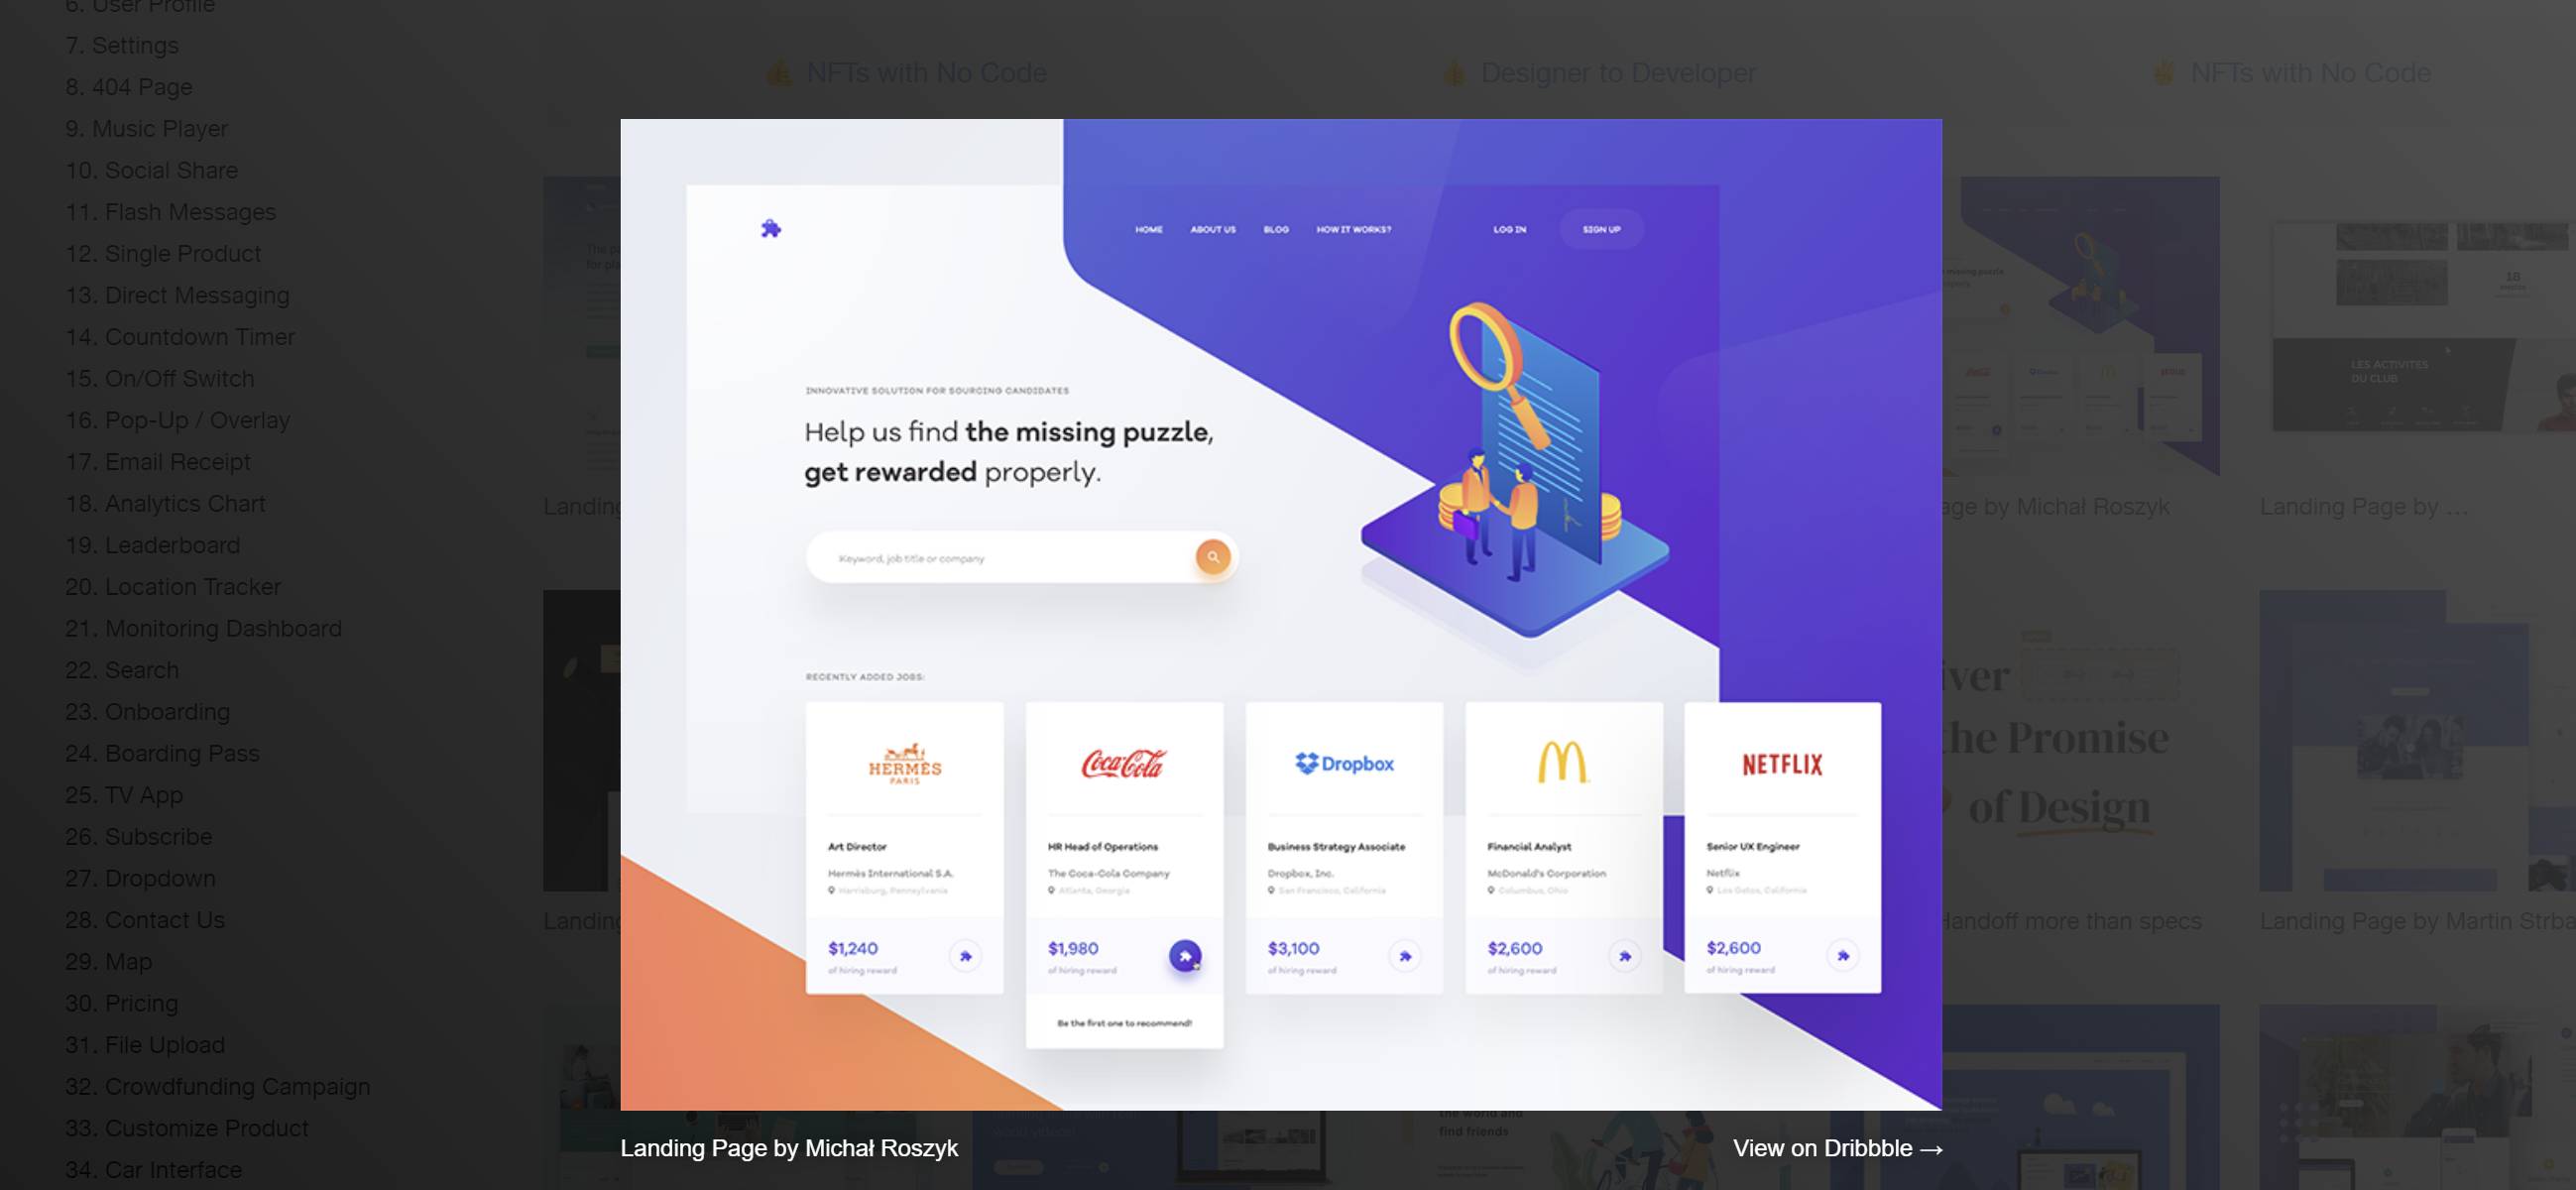 6. User Profile
7. Settings
8. 404 Page
9. Music Player
10. Social Share
11. Flash Messages
12. Single Product
13. Direct Messaging
14. Countdown Timer
15. On/Off Switch
16. Pop-Up / Overlay
17. Email Receipt
18. Analytics Chart
19. Leaderboard
20. Location Tracker
21. Monitoring Dashboard
22. Search
23. Onboarding
24. Boarding Pass
25. TV App
26. Subscribe
27. Dropdown
28. Contact Us
29. Map
30. Pricing
31. File Upload
32. Crowdfunding Campaign
33. Customize Product
34. Car Interface
👍 NFTs with No Code
👍 Designer to Developer
✌ NFTs with No Code
HOME ABOUT US BLOG HOW IT WORKS? LOG IN SIGN UP
INNOVATIVE SOLUTION FOR SOURCING CANDIDATES
Help us find the missing puzzle,
get rewarded properly.
Keyword, job title or company
RECENTLY ADDED JOBS:
HERMÈS
PARIS
Art Director
Hermès International S.A.
Harrisburg, Pennsylvania
$1,240
of hiring reward
Coca-Cola
HR Head of Operations
The Coca-Cola Company
Atlanta, Georgia
$1,980
of hiring reward
Be the first one to recommend!
Dropbox
Business Strategy Associate
Dropbox, Inc.
San Francisco, California
$3,100
of hiring reward
M
Financial Analyst
McDonald's Corporation
Columbus, Ohio
$2,600
of hiring reward
NETFLIX
Senior UX Engineer
Netflix
Los Gatos, California
$2,600
of hiring reward
Landing Page by Michał Roszyk
View on Dribbble →
missing puzzle
18
LES ACTIVITES
DU CLUB
by Michał Roszyk
Landing Page by ...
the Promise
of Design
Handoff more than specs
Landing Page by Martin Strba
the world and
find friends